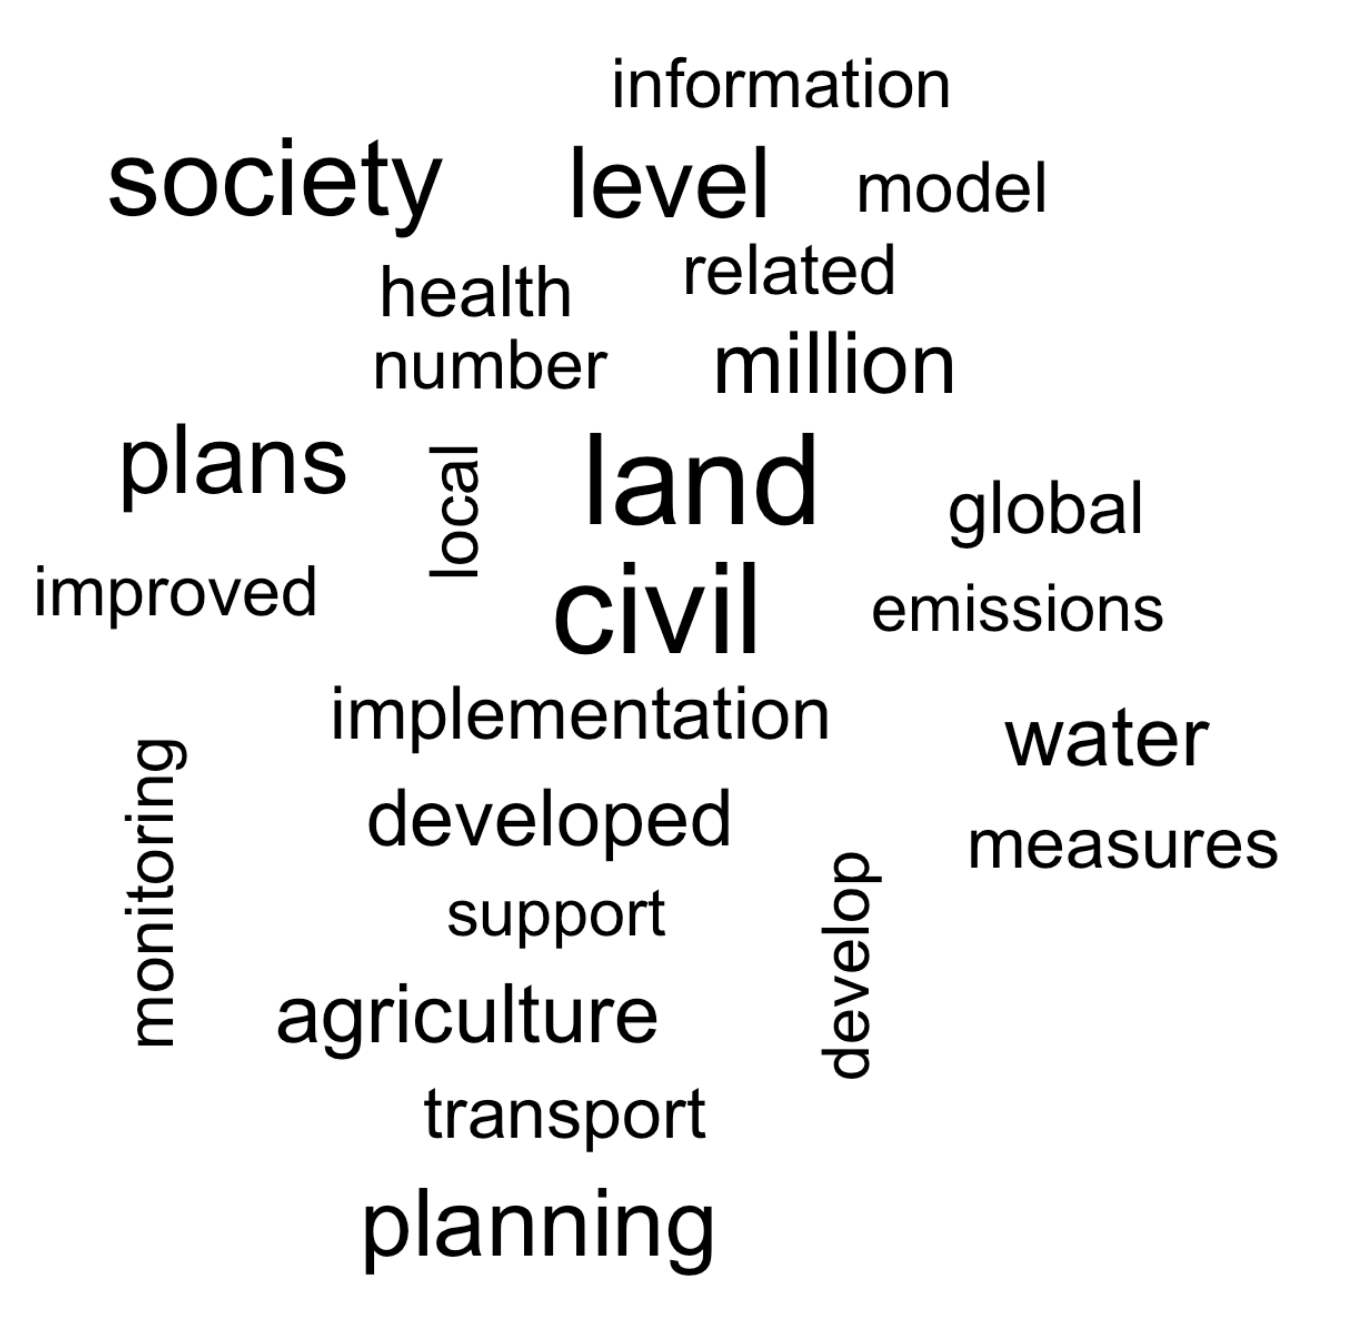 information
society level model
related
health
number million
plans local land global
improved civil emissions
implementation water
monitoring developed measures
support develop
agriculture
transport
planning